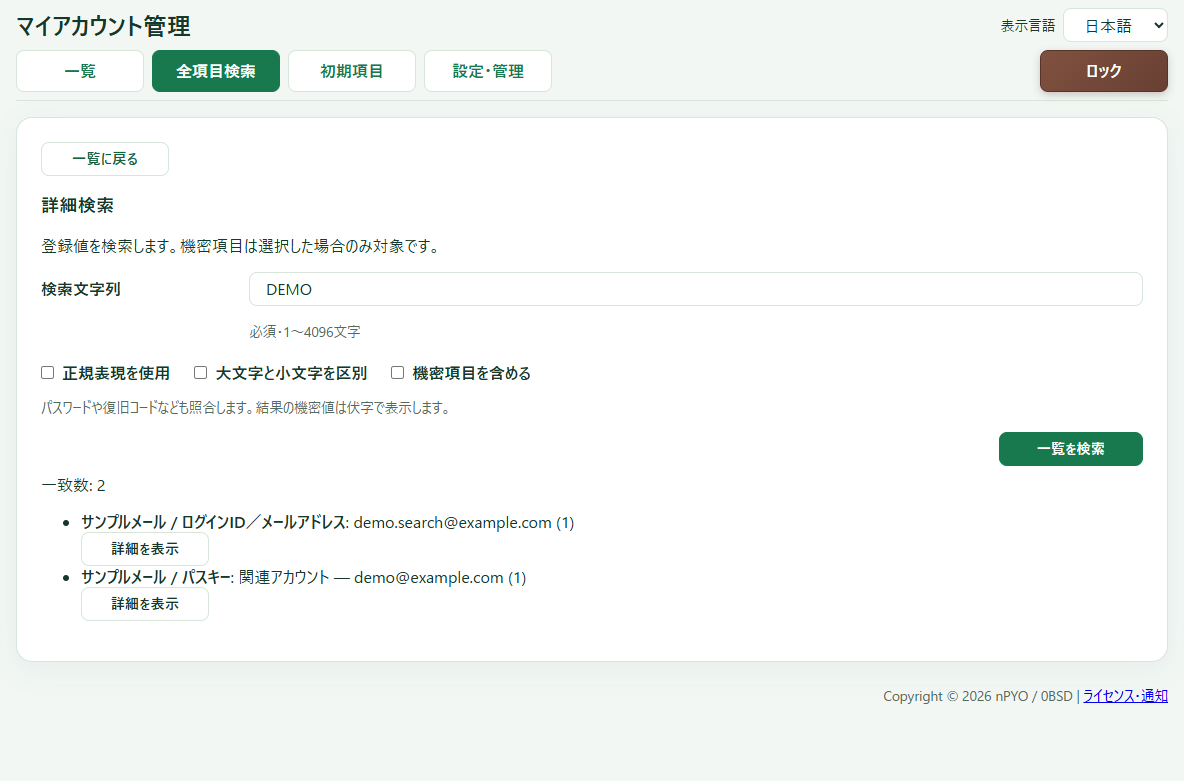 マイアカウント管理
表示言語 日本語
一覧 全項目検索 初期項目 設定・管理 ロック
一覧に戻る
詳細検索
登録値を検索します。機密項目は選択した場合のみ対象です。
検索文字列 DEMO
必須・1～4096文字
正規表現を使用 大文字と小文字を区別 機密項目を含める
パスワードや復旧コードなども照合します。結果の機密値は伏字で表示します。
一覧を検索
一致数: 2
サンプルメール / ログインID／メールアドレス: demo.search@example.com (1)
詳細を表示
サンプルメール / パスキー: 関連アカウント — demo@example.com (1)
詳細を表示
Copyright © 2026 nPYO / 0BSD | ライセンス・通知